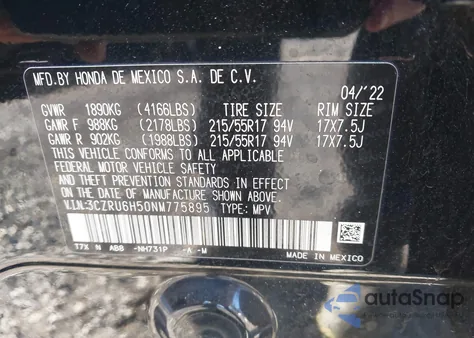 MFD.BY HONDA DE MEXICO S.A. DE C.V.
04/'22
GVWR 1890KG (4166LBS) TIRE SIZE RIM SIZE
GAWR F 988KG (2178LBS) 215/55R17 94V 17X7.5J
GAWR R 902KG (1988LBS) 215/55R17 94V 17X7.5J
THIS VEHICLE CONFORMS TO ALL APPLICABLE
FEDERAL MOTOR VEHICLE SAFETY
AND THEFT PREVENTION STANDARDS IN EFFECT
ON THE DATE OF MANUFACTURE SHOWN ABOVE.
V.I.N:3CZRU6H50NM775895 TYPE: MPV
T7X N ABB -NH731P -A -M
MADE IN MEXICO
autoSnap